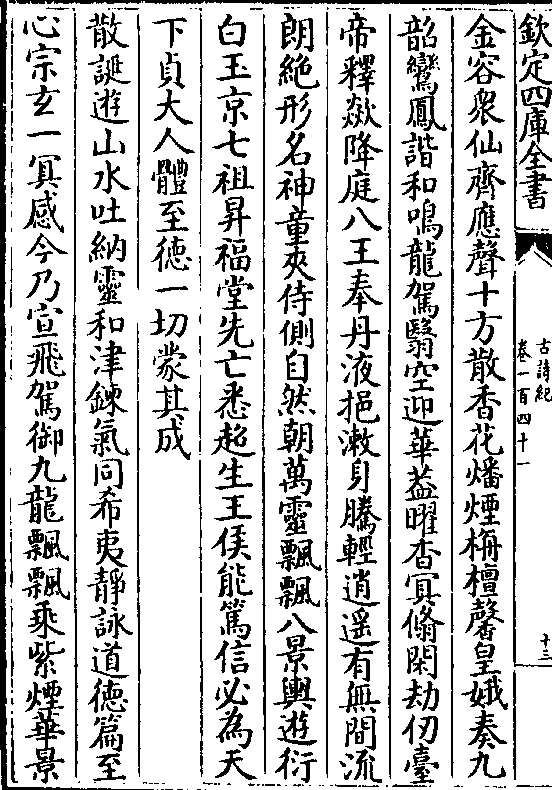 欽定四庫全書
古詩紀
卷一百四十一
十三
金容衆仙齊應聲十方散香花燔煙栴檀馨皇娥奏九
韶鸞鳳諧和鳴龍駕翳空迎華葢曜杳冥翛閑劫仞臺
帝釋歘降庭八王奉丹液挹漱身騰輕逍遥有無間流
朗絶形名神童夾侍側自然朝萬靈飄飄八景輿遊衍
白玉京七祖昇福堂先亡悉超生王侯能篤信必為天
下貞大人體至徳一切蒙其成
散誕遊山水吐納靈和津鍊氣同希夷靜詠道徳篇至
心宗玄一冥感今乃宣飛駕御九龍飄飄乘紫煙華景